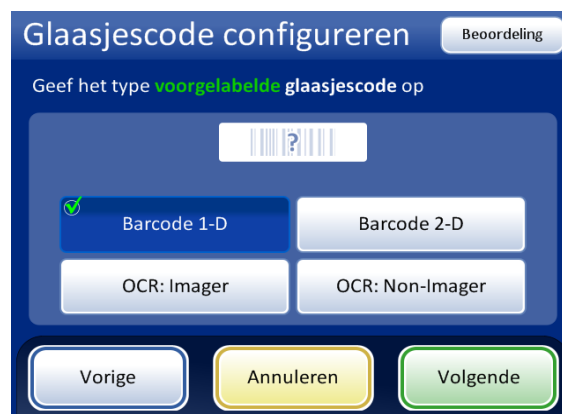 Glaasjescode configureren
Beoordeling
Geef het type voorgelabelde glaasjescode op
?
Barcode 1-D
Barcode 2-D
OCR: Imager
OCR: Non-Imager
Vorige
Annuleren
Volgende